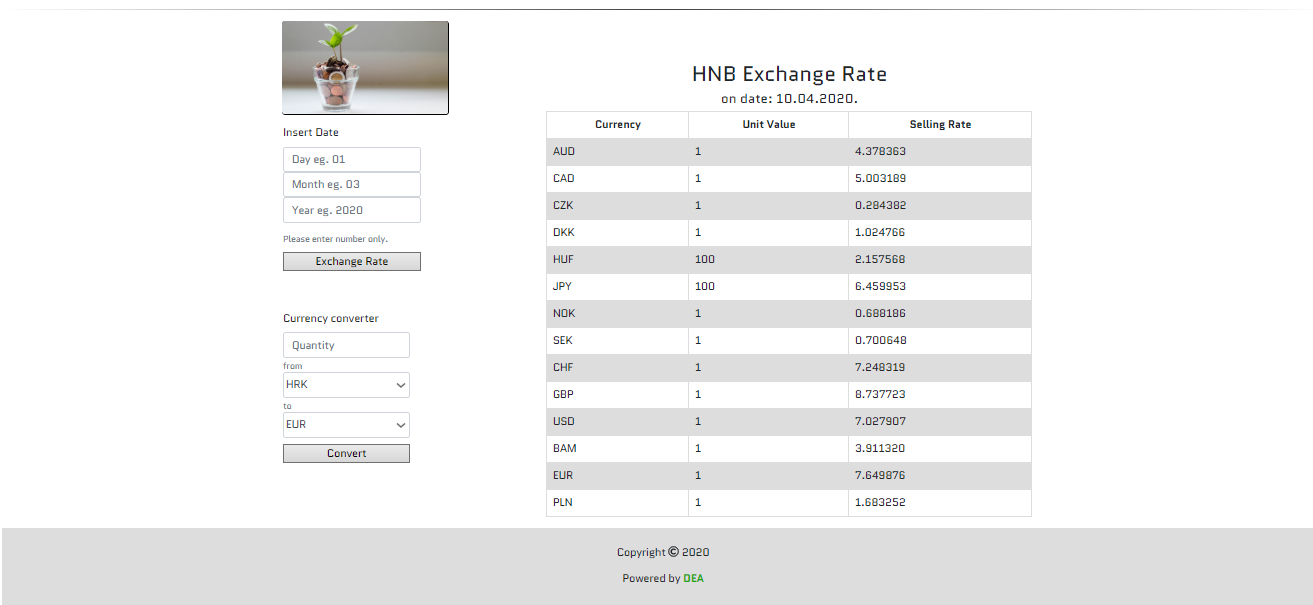 Insert Date
Day eg. 01
Month eg. 03
Year eg. 2020
Please enter number only.
Exchange Rate
Currency converter
Quantity
from
HRK
to
EUR
Convert
HNB Exchange Rate
on date: 10.04.2020.
Currency Unit Value Selling Rate
AUD 1 4.378363
CAD 1 5.003189
CZK 1 0.284382
DKK 1 1.024766
HUF 100 2.157568
JPY 100 6.459953
NOK 1 0.688186
SEK 1 0.700648
CHF 1 7.248319
GBP 1 8.737723
USD 1 7.027907
BAM 1 3.911320
EUR 1 7.649876
PLN 1 1.683252
Copyright © 2020
Powered by DEA